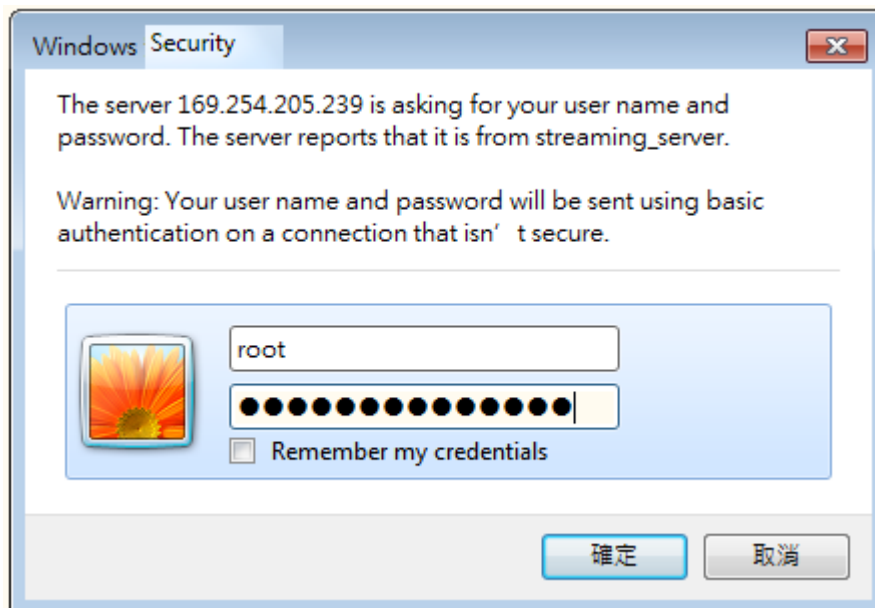 Windows Security
The server 169.254.205.239 is asking for your user name and
password. The server reports that it is from streaming_server.
Warning: Your user name and password will be sent using basic
authentication on a connection that isn’ t secure.
root
●●●●●●●●●●●●●●
Remember my credentials
確定
取消